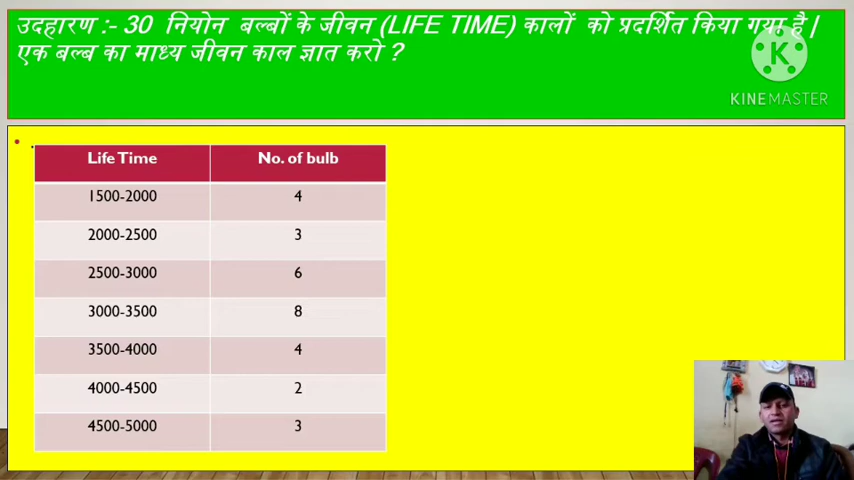 उदहारण :- 30 नियोन बल्बों के जीवन (LIFE TIME) कालों को प्रदर्शित किया गया है |
एक बल्ब का माध्य जीवन काल ज्ञात करो ?
KINEMASTER
Life Time No. of bulb
1500-2000 4
2000-2500 3
2500-3000 6
3000-3500 8
3500-4000 4
4000-4500 2
4500-5000 3